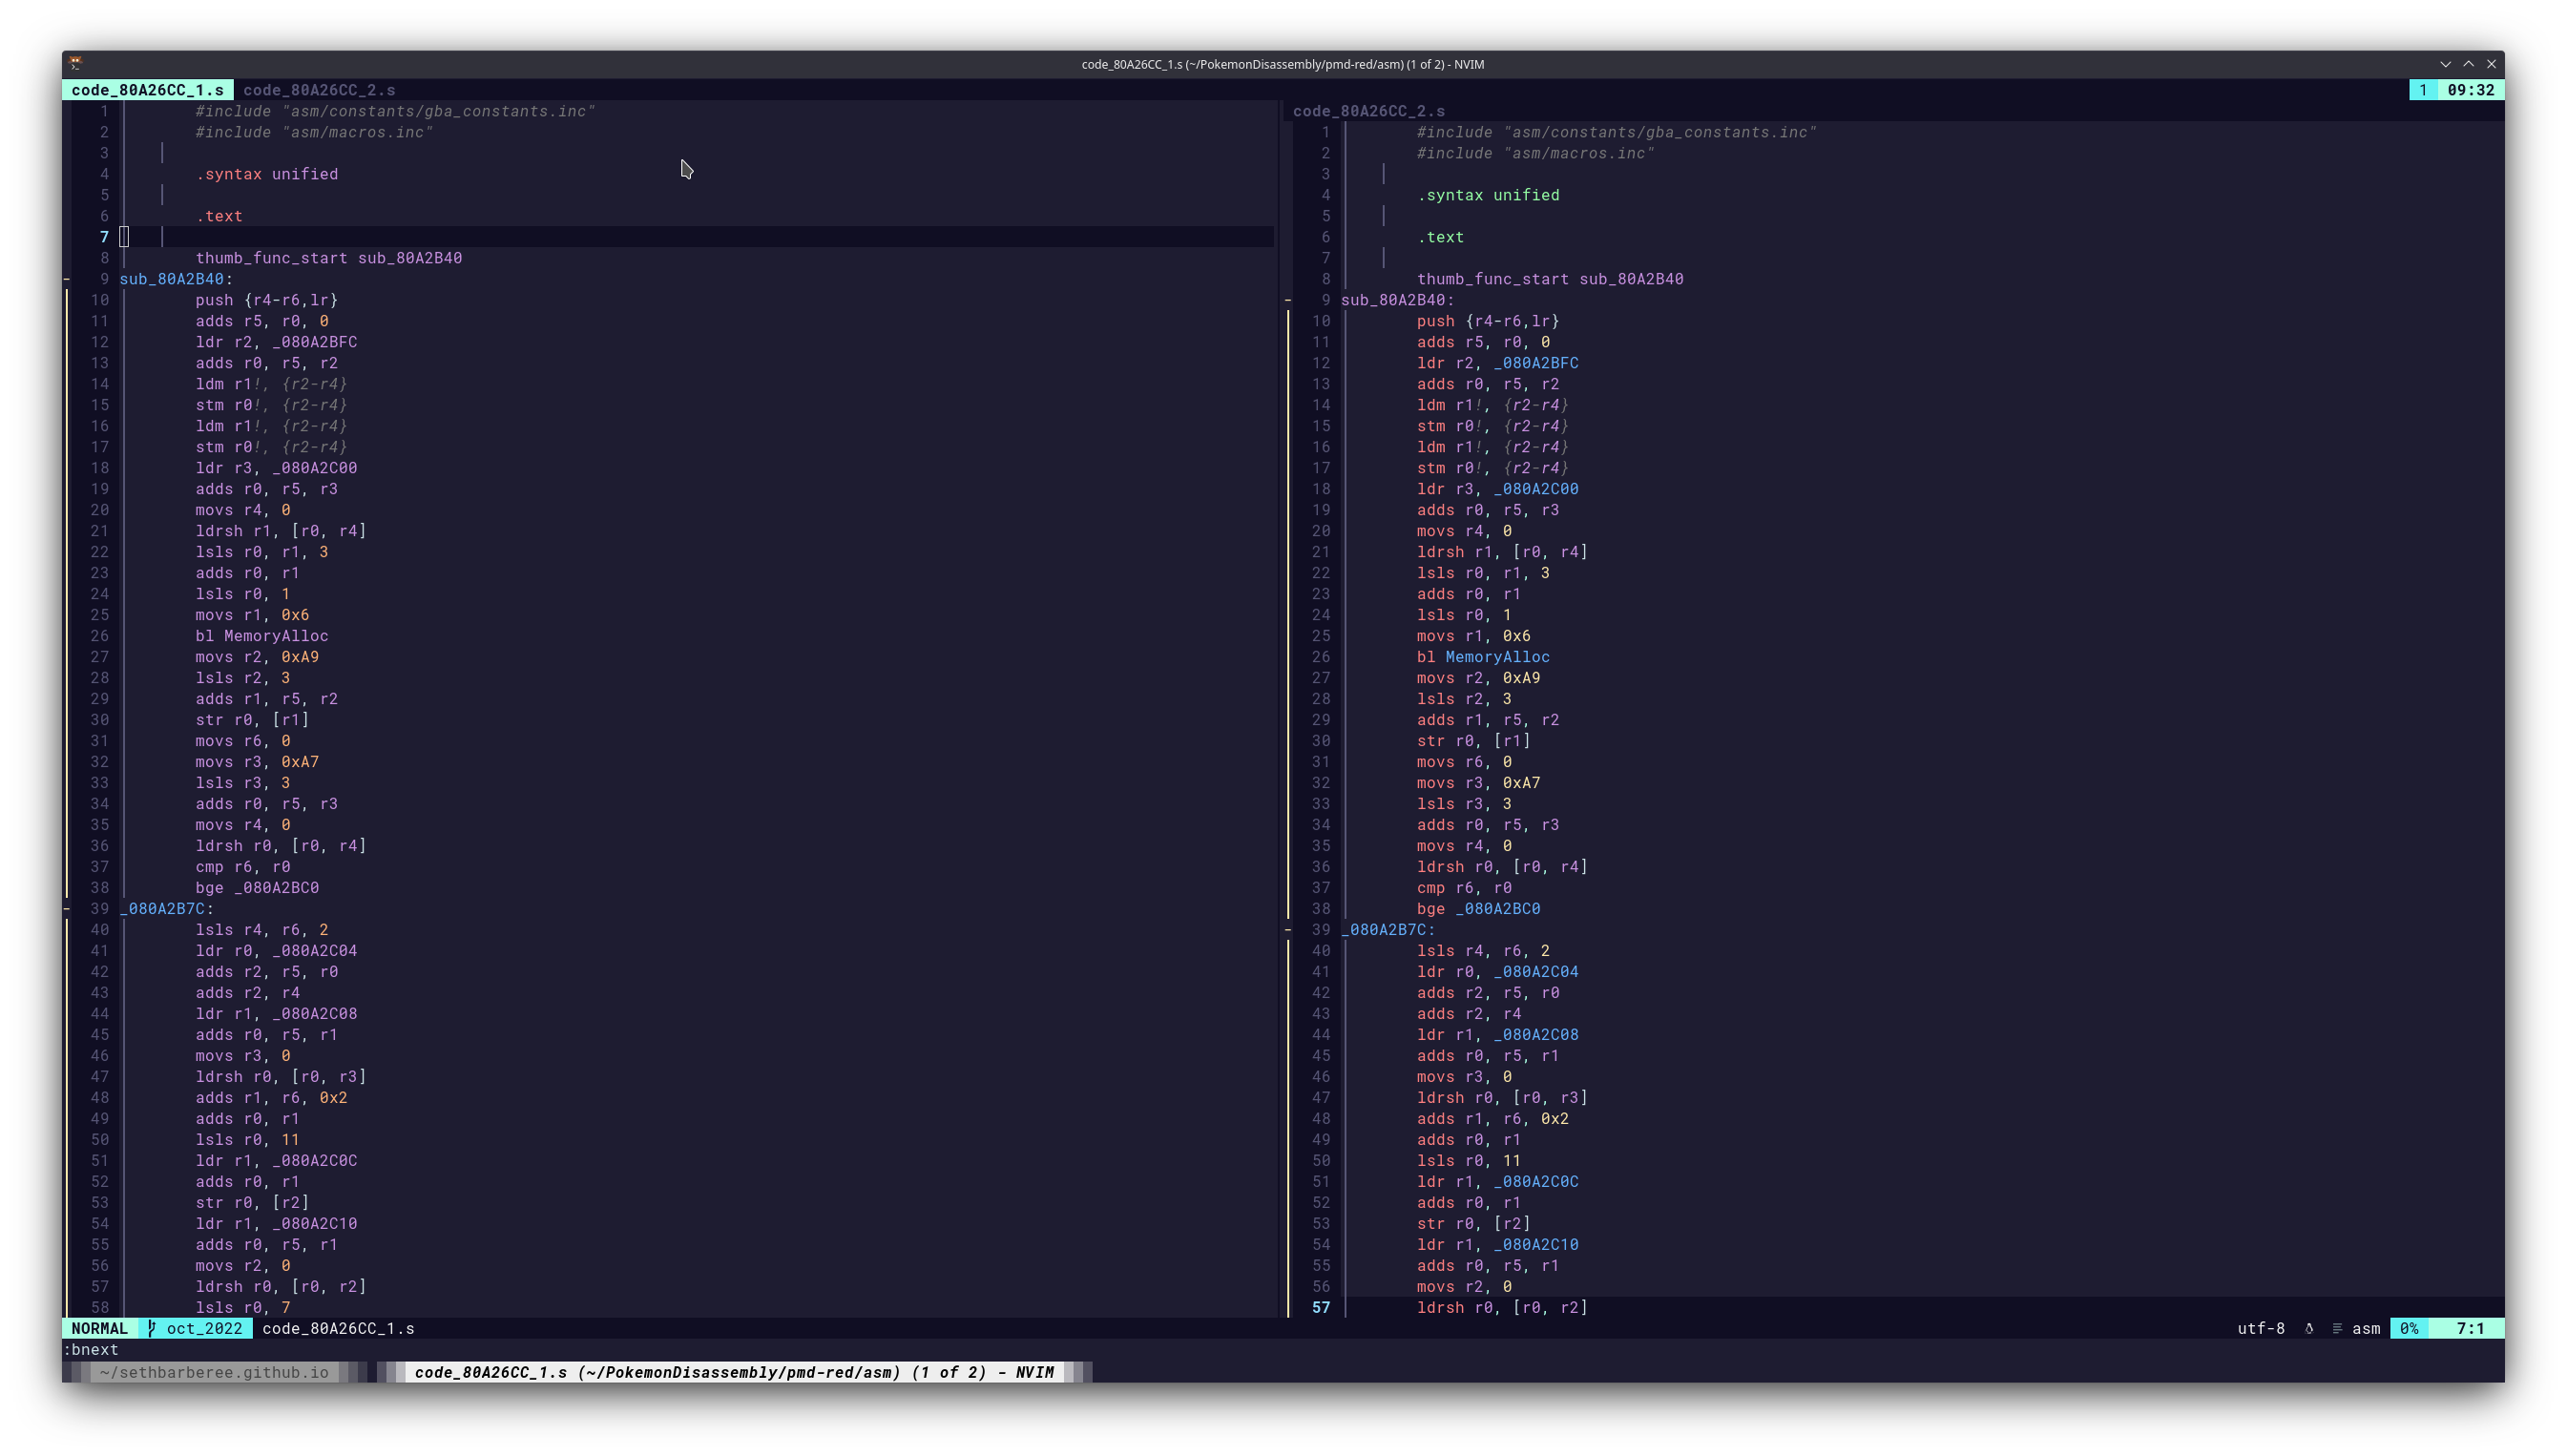 code_80A26CC_1.s (~/PokemonDisassembly/pmd-red/asm) (1 of 2) - NVIM
code_80A26CC_1.s code_80A26CC_2.s 1 09:32
1 #include "asm/constants/gba_constants.inc"
2 #include "asm/macros.inc"
3
4 .syntax unified
5
6 .text
7
8 thumb_func_start sub_80A2B40
- 9 sub_80A2B40:
10 push {r4-r6,lr}
11 adds r5, r0, 0
12 ldr r2, _080A2BFC
13 adds r0, r5, r2
14 ldm r1!, {r2-r4}
15 stm r0!, {r2-r4}
16 ldm r1!, {r2-r4}
17 stm r0!, {r2-r4}
18 ldr r3, _080A2C00
19 adds r0, r5, r3
20 movs r4, 0
21 ldrsh r1, [r0, r4]
22 lsls r0, r1, 3
23 adds r0, r1
24 lsls r0, 1
25 movs r1, 0x6
26 bl MemoryAlloc
27 movs r2, 0xA9
28 lsls r2, 3
29 adds r1, r5, r2
30 str r0, [r1]
31 movs r6, 0
32 movs r3, 0xA7
33 lsls r3, 3
34 adds r0, r5, r3
35 movs r4, 0
36 ldrsh r0, [r0, r4]
37 cmp r6, r0
38 bge _080A2BC0
- 39 _080A2B7C:
40 lsls r4, r6, 2
41 ldr r0, _080A2C04
42 adds r2, r5, r0
43 adds r2, r4
44 ldr r1, _080A2C08
45 adds r0, r5, r1
46 movs r3, 0
47 ldrsh r0, [r0, r3]
48 adds r1, r6, 0x2
49 adds r0, r1
50 lsls r0, 11
51 ldr r1, _080A2C0C
52 adds r0, r1
53 str r0, [r2]
54 ldr r1, _080A2C10
55 adds r0, r5, r1
56 movs r2, 0
57 ldrsh r0, [r0, r2]
58 lsls r0, 7
code_80A26CC_2.s
1 #include "asm/constants/gba_constants.inc"
2 #include "asm/macros.inc"
3
4 .syntax unified
5
6 .text
7
8 thumb_func_start sub_80A2B40
- 9 sub_80A2B40:
10 push {r4-r6,lr}
11 adds r5, r0, 0
12 ldr r2, _080A2BFC
13 adds r0, r5, r2
14 ldm r1!, {r2-r4}
15 stm r0!, {r2-r4}
16 ldm r1!, {r2-r4}
17 stm r0!, {r2-r4}
18 ldr r3, _080A2C00
19 adds r0, r5, r3
20 movs r4, 0
21 ldrsh r1, [r0, r4]
22 lsls r0, r1, 3
23 adds r0, r1
24 lsls r0, 1
25 movs r1, 0x6
26 bl MemoryAlloc
27 movs r2, 0xA9
28 lsls r2, 3
29 adds r1, r5, r2
30 str r0, [r1]
31 movs r6, 0
32 movs r3, 0xA7
33 lsls r3, 3
34 adds r0, r5, r3
35 movs r4, 0
36 ldrsh r0, [r0, r4]
37 cmp r6, r0
38 bge _080A2BC0
- 39 _080A2B7C:
40 lsls r4, r6, 2
41 ldr r0, _080A2C04
42 adds r2, r5, r0
43 adds r2, r4
44 ldr r1, _080A2C08
45 adds r0, r5, r1
46 movs r3, 0
47 ldrsh r0, [r0, r3]
48 adds r1, r6, 0x2
49 adds r0, r1
50 lsls r0, 11
51 ldr r1, _080A2C0C
52 adds r0, r1
53 str r0, [r2]
54 ldr r1, _080A2C10
55 adds r0, r5, r1
56 movs r2, 0
57 ldrsh r0, [r0, r2]
NORMAL oct_2022 code_80A26CC_1.s utf-8 asm 0% 7:1
:bnext
~/sethbarberee.github.io code_80A26CC_1.s (~/PokemonDisassembly/pmd-red/asm) (1 of 2) - NVIM